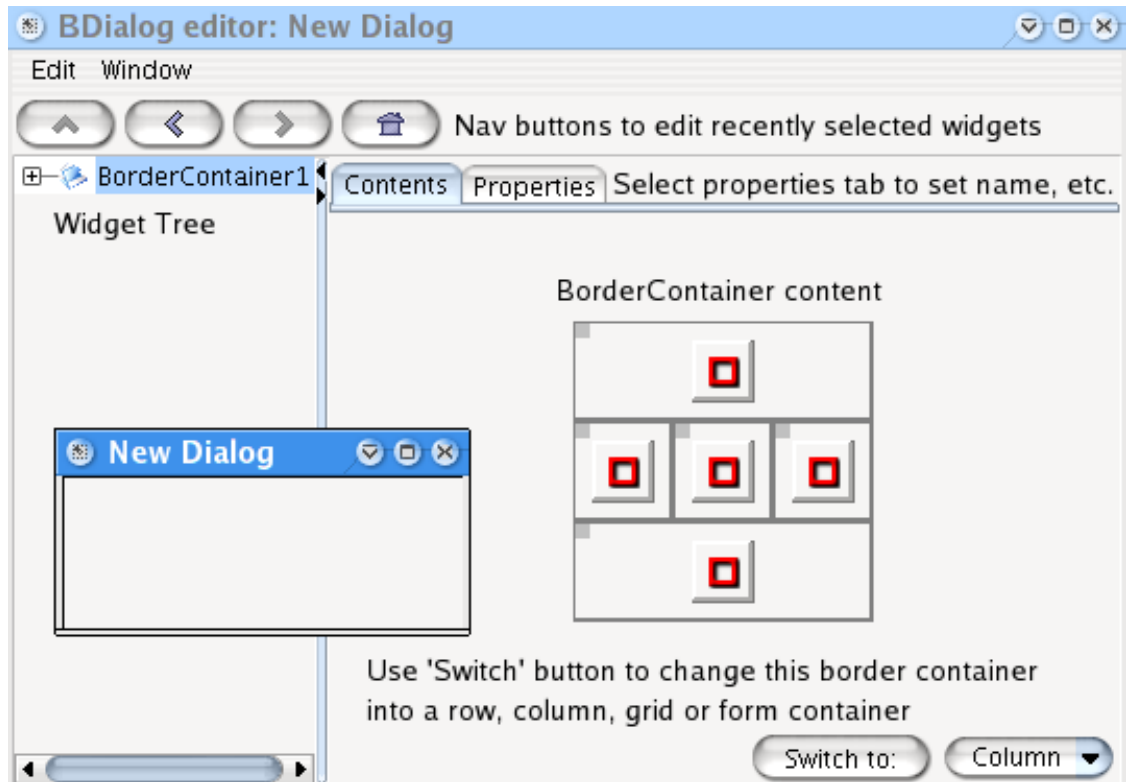 BDialog editor: New Dialog
Edit Window
Nav buttons to edit recently selected widgets
BorderContainer1
Contents Properties Select properties tab to set name, etc.
Widget Tree
BorderContainer content
New Dialog
Use 'Switch' button to change this border container
into a row, column, grid or form container
Switch to: Column